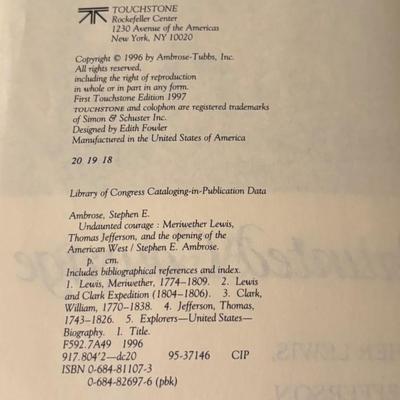 TOUCHSTONE
Rockefeller Center
1230 Avenue of the Americas
New York, NY 10020
Copyright © 1996 by Ambrose-Tubbs, Inc.
All rights reserved,
including the right of reproduction
in whole or in part in any form.
First Touchstone Edition 1997
TOUCHSTONE and colophon are registered trademarks
of Simon & Schuster Inc.
Designed by Edith Fowler
Manufactured in the United States of America
20 19 18
Library of Congress Cataloging-in-Publication Data
Ambrose, Stephen E.
Undaunted courage : Meriwether Lewis,
Thomas Jefferson, and the opening of the
American West / Stephen E. Ambrose.
p. cm.
Includes bibliographical references and index.
1. Lewis, Meriwether, 1774–1809. 2. Lewis
and Clark Expedition (1804–1806). 3. Clark,
William, 1770–1838. 4. Jefferson, Thomas,
1743–1826. 5. Explorers—United States—
Biography. I. Title.
F592.7A49 1996
917.804'2—dc20 95-37146 CIP
ISBN 0-684-81107-3
0-684-82697-6 (pbk)